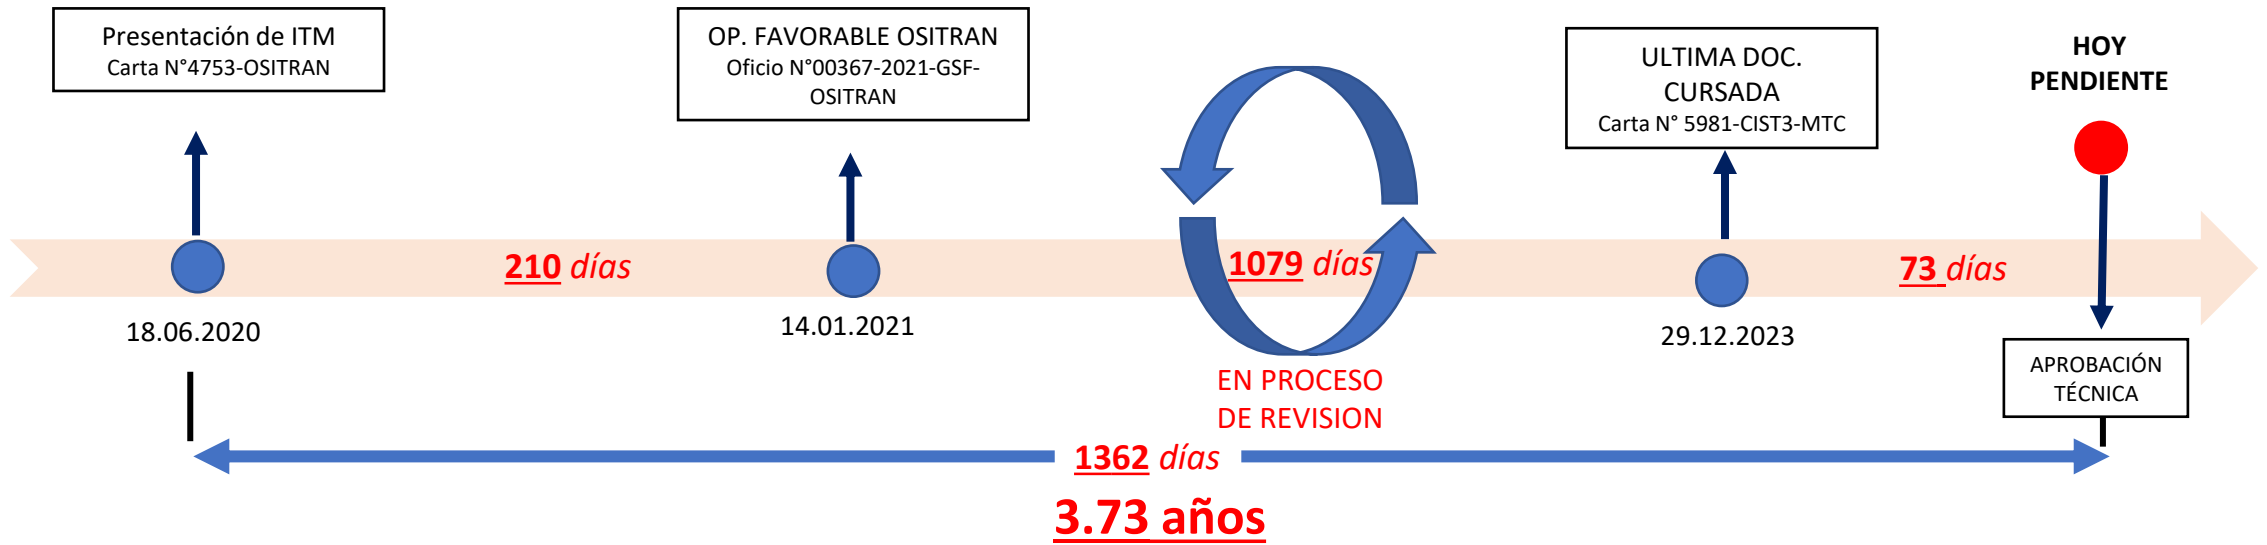 Presentación de ITM
Carta N°4753-OSITRAN
OP. FAVORABLE OSITRAN
Oficio N°00367-2021-GSF-
OSITRAN
ULTIMA DOC.
CURSADA
Carta N° 5981-CIST3-MTC
HOY
PENDIENTE
210 días
1079 días
73 días
18.06.2020
14.01.2021
29.12.2023
EN PROCESO
DE REVISION
APROBACIÓN
TÉCNICA
1362 días
3.73 años